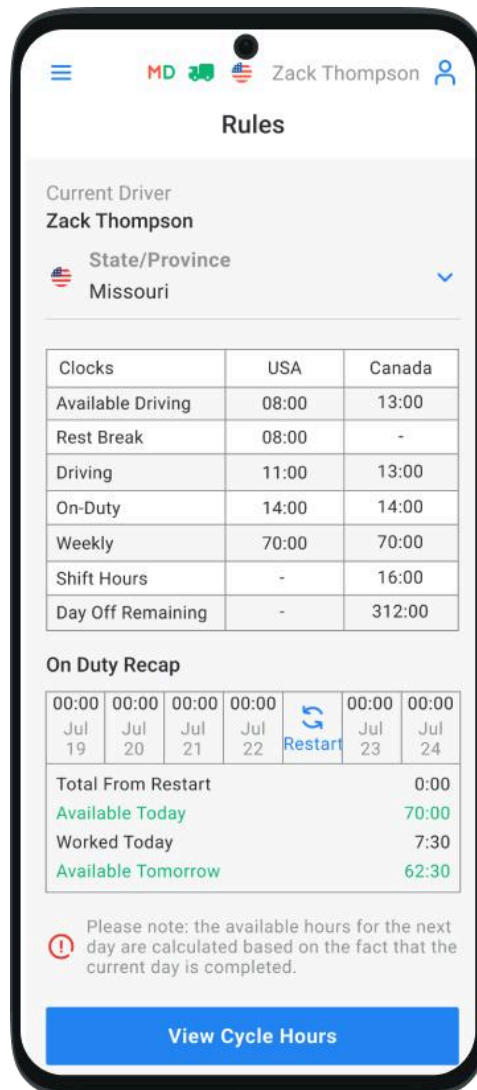 MD Zack Thompson
Rules
Current Driver
Zack Thompson
State/Province
Missouri
Clocks USA Canada
Available Driving 08:00 13:00
Rest Break 08:00 -
Driving 11:00 13:00
On-Duty 14:00 14:00
Weekly 70:00 70:00
Shift Hours - 16:00
Day Off Remaining - 312:00
On Duty Recap
00:00 00:00 00:00 00:00 00:00 00:00
Jul Jul Jul Jul Jul Jul
19 20 21 22 Restart 23 24
Total From Restart 0:00
Available Today 70:00
Worked Today 7:30
Available Tomorrow 62:30
Please note: the available hours for the next
day are calculated based on the fact that the
current day is completed.
View Cycle Hours